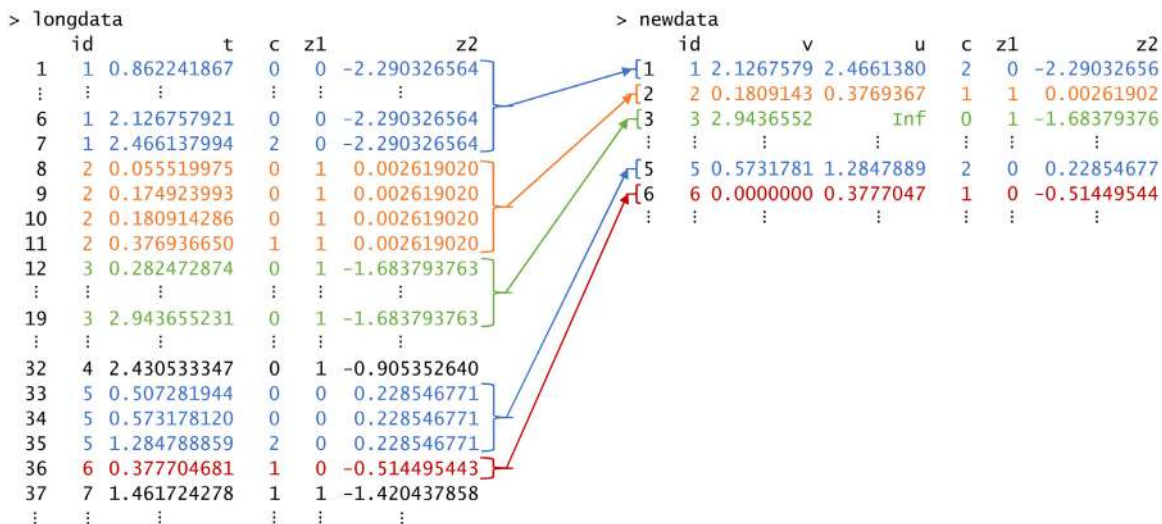 > longdata
id t c z1 z2
1 1 0.862241867 0 0 -2.290326564
⋮ ⋮ ⋮ ⋮ ⋮ ⋮
6 1 2.126757921 0 0 -2.290326564
7 1 2.466137994 2 0 -2.290326564
8 2 0.055519975 0 1 0.002619020
9 2 0.174923993 0 1 0.002619020
10 2 0.180914286 0 1 0.002619020
11 2 0.376936650 1 1 0.002619020
12 3 0.282472874 0 1 -1.683793763
⋮ ⋮ ⋮ ⋮ ⋮ ⋮
19 3 2.943655231 0 1 -1.683793763
⋮ ⋮ ⋮ ⋮ ⋮ ⋮
32 4 2.430533347 0 1 -0.905352640
33 5 0.507281944 0 0 0.228546771
34 5 0.573178120 0 0 0.228546771
35 5 1.284788859 2 0 0.228546771
36 6 0.377704681 1 0 -0.514495443
37 7 1.461724278 1 1 -1.420437858
⋮ ⋮ ⋮ ⋮ ⋮ ⋮
> newdata
id v u c z1 z2
1 1 2.1267579 2.4661380 2 0 -2.29032656
2 2 0.1809143 0.3769367 1 1 0.00261902
3 3 2.9436552 Inf 0 1 -1.68379376
⋮ ⋮ ⋮ ⋮ ⋮ ⋮
5 5 0.5731781 1.2847889 2 0 0.22854677
6 6 0.0000000 0.3777047 1 0 -0.51449544
⋮ ⋮ ⋮ ⋮ ⋮ ⋮